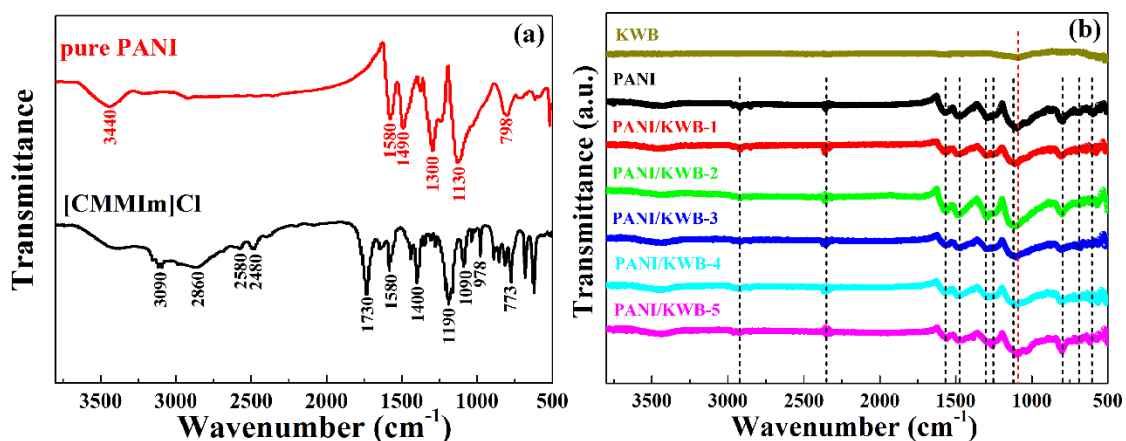 (a)
pure PANI
3440
1580
1490
1300
1130
798
[CMMIm]Cl
3090
2860
2580
2480
1730
1580
1400
1190
1090
978
773
Transmittance
3500 3000 2500 2000 1500 1000 500
Wavenumber (cm⁻¹)
(b)
KWB
PANI
PANI/KWB-1
PANI/KWB-2
PANI/KWB-3
PANI/KWB-4
PANI/KWB-5
Transmittance (a.u.)
3500 3000 2500 2000 1500 1000 500
Wavenumber (cm⁻¹)